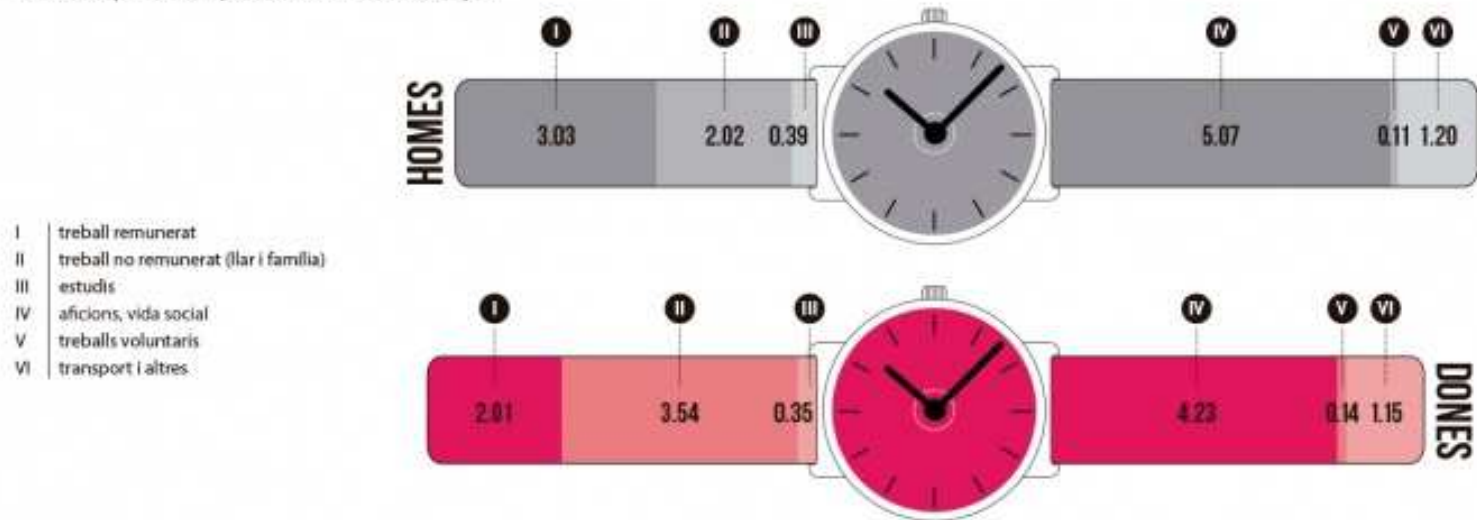 I II III IV V VI
HOMES
3.03 2.02 0.39 5.07 0.11 1.20
I treball remunerat
II treball no remunerat (llar i família)
III estudis
IV aficions, vida social
V treballs voluntaris
VI transport i altres
I II III IV V VI
2.01 3.54 0.35 4.23 0.14 1.15
DONES